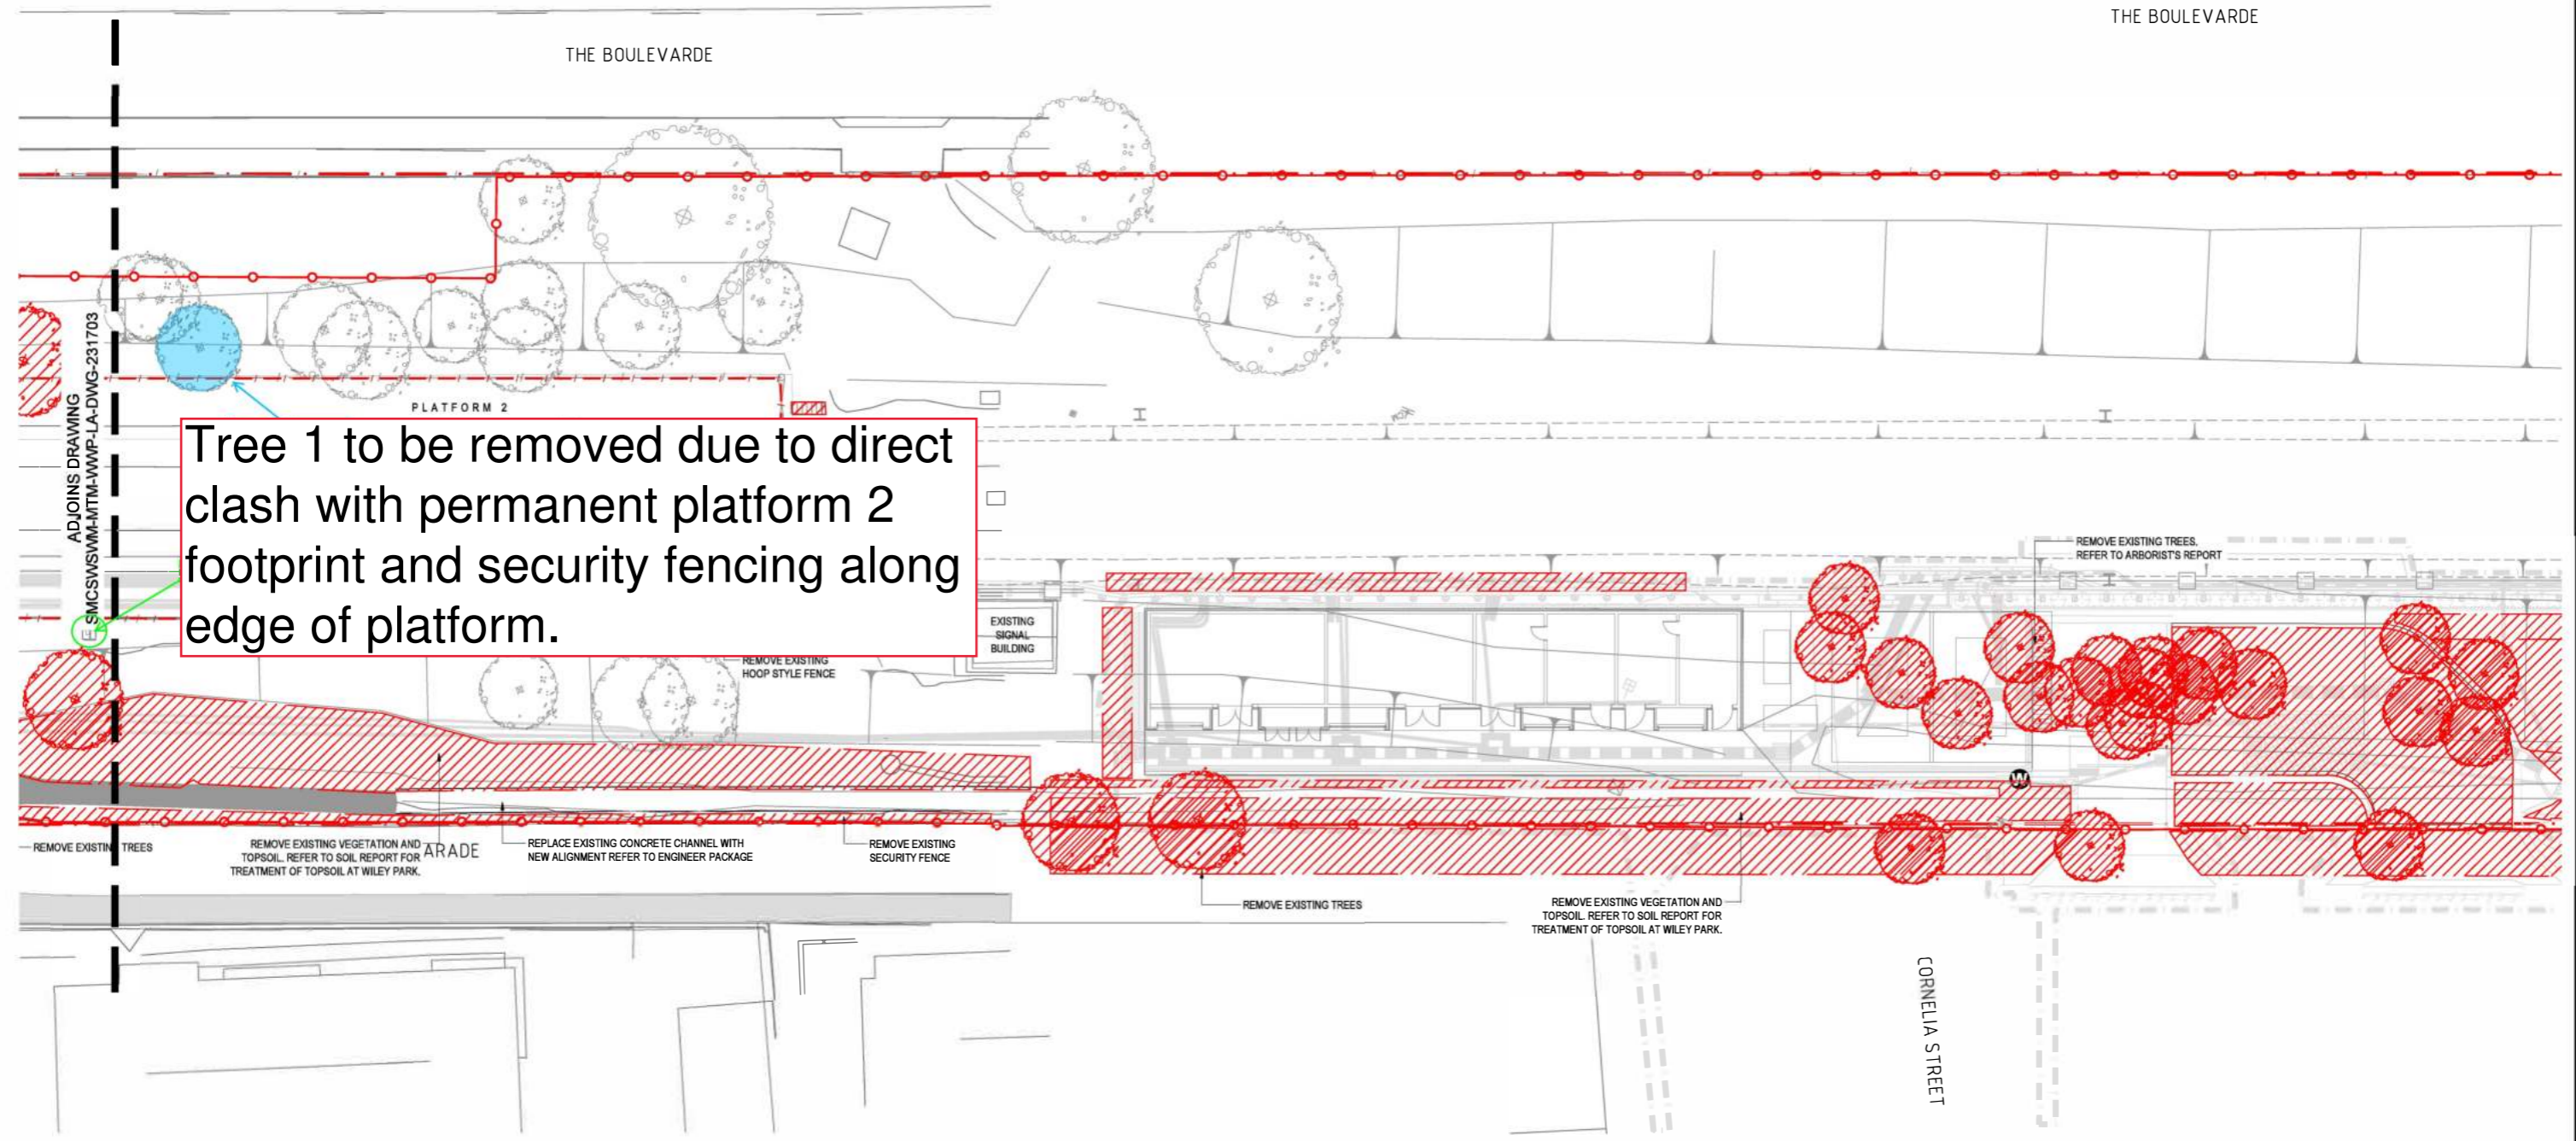 THE BOULEVARDE
THE BOULEVARDE
ADJOINS DRAWING
SMCSWSWM-MTM-WWP-LA-DWG-231703
PLATFORM 2
Tree 1 to be removed due to direct
clash with permanent platform 2
footprint and security fencing along
edge of platform.
REMOVE EXISTING TREES.
REFER TO ARBORIST'S REPORT
EXISTING
SIGNAL
BUILDING
REMOVE EXISTING
HOOP STYLE FENCE
E
W
REMOVE EXISTING TREES
REMOVE EXISTING VEGETATION AND
TOPSOIL. REFER TO SOIL REPORT FOR
TREATMENT OF TOPSOIL AT WILEY PARK.
ARADE
REPLACE EXISTING CONCRETE CHANNEL WITH
NEW ALIGNMENT REFER TO ENGINEER PACKAGE
REMOVE EXISTING
SECURITY FENCE
REMOVE EXISTING TREES
REMOVE EXISTING VEGETATION AND
TOPSOIL. REFER TO SOIL REPORT FOR
TREATMENT OF TOPSOIL AT WILEY PARK.
CORNELIA STREET